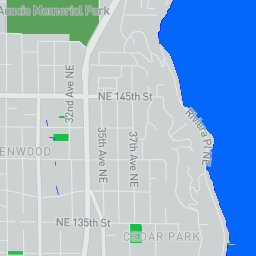 Acacia Memorial Park
32nd Ave NE
NE 145th St
Riviera Pl NE
35th Ave NE
37th Ave NE
ENWOOD
NE 135th St
CEDAR PARK